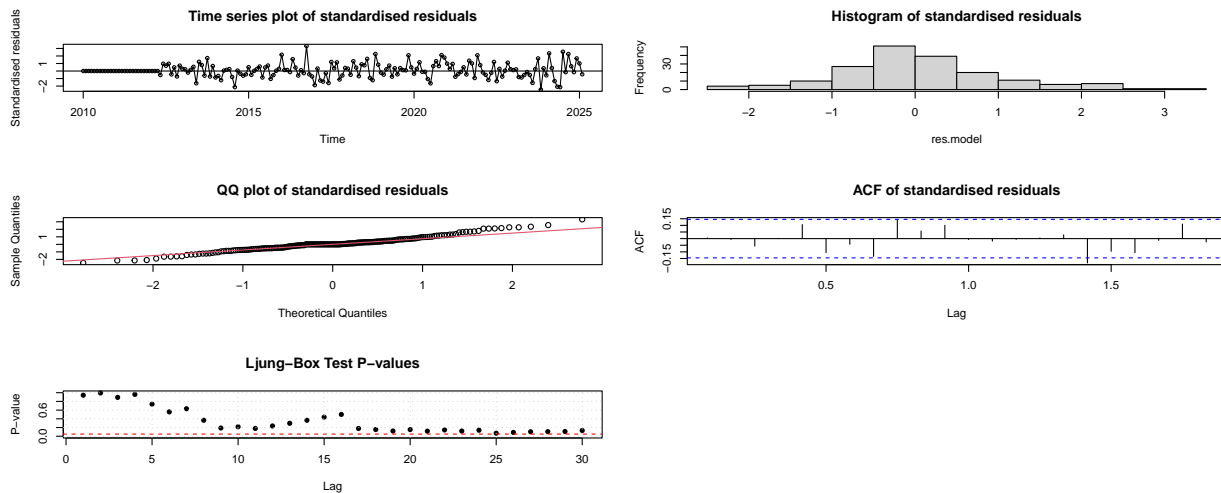 Time series plot of standardised residuals
Standardised residuals
1
−2
2010 2015 2020 2025
Time
Histogram of standardised residuals
Frequency
30
0
−2 −1 0 1 2 3
res.model
QQ plot of standardised residuals
Sample Quantiles
1
−2
−2 −1 0 1 2
Theoretical Quantiles
ACF of standardised residuals
ACF
0.15
−0.15
0.5 1.0 1.5
Lag
Ljung−Box Test P−values
P−value
0.6
0.0
0 5 10 15 20 25 30
Lag